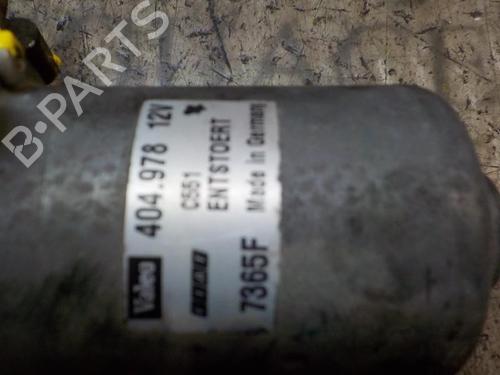 B-PARTS
Valeo 404.978 12V
C551
ENTSTOERT
7365F Made in Germany